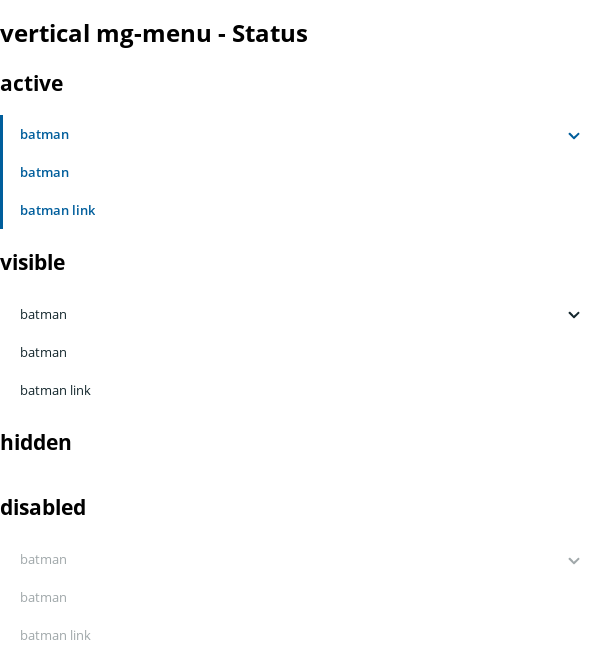 vertical mg-menu - Status
active
batman
batman
batman link
visible
batman
batman
batman link
hidden
disabled
batman
batman
batman link